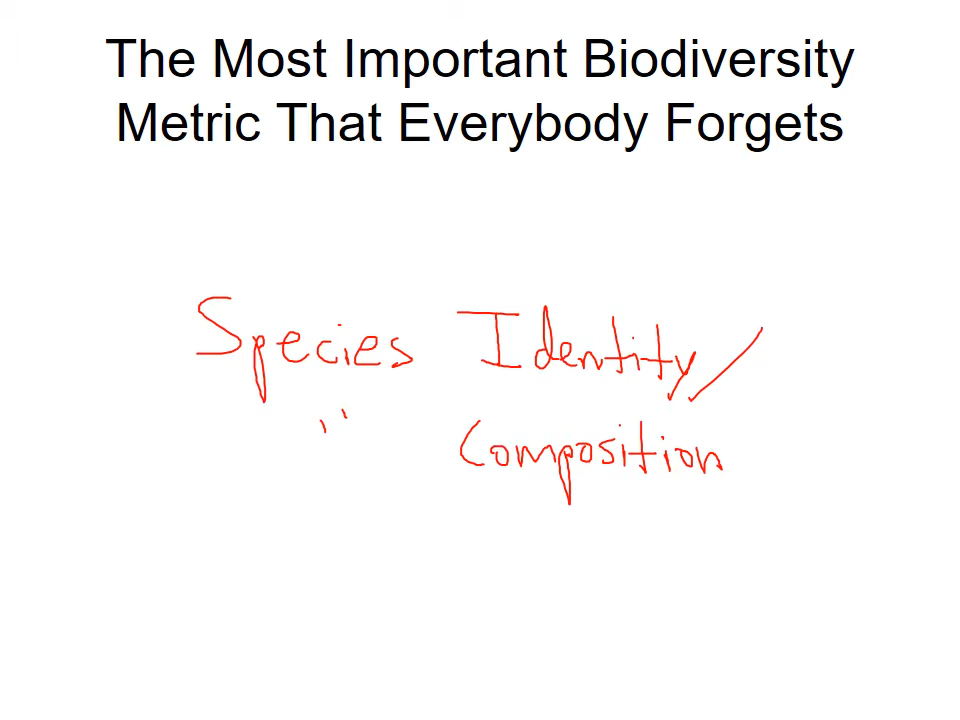 The Most Important Biodiversity
Metric That Everybody Forgets
Species Identity/
" Composition